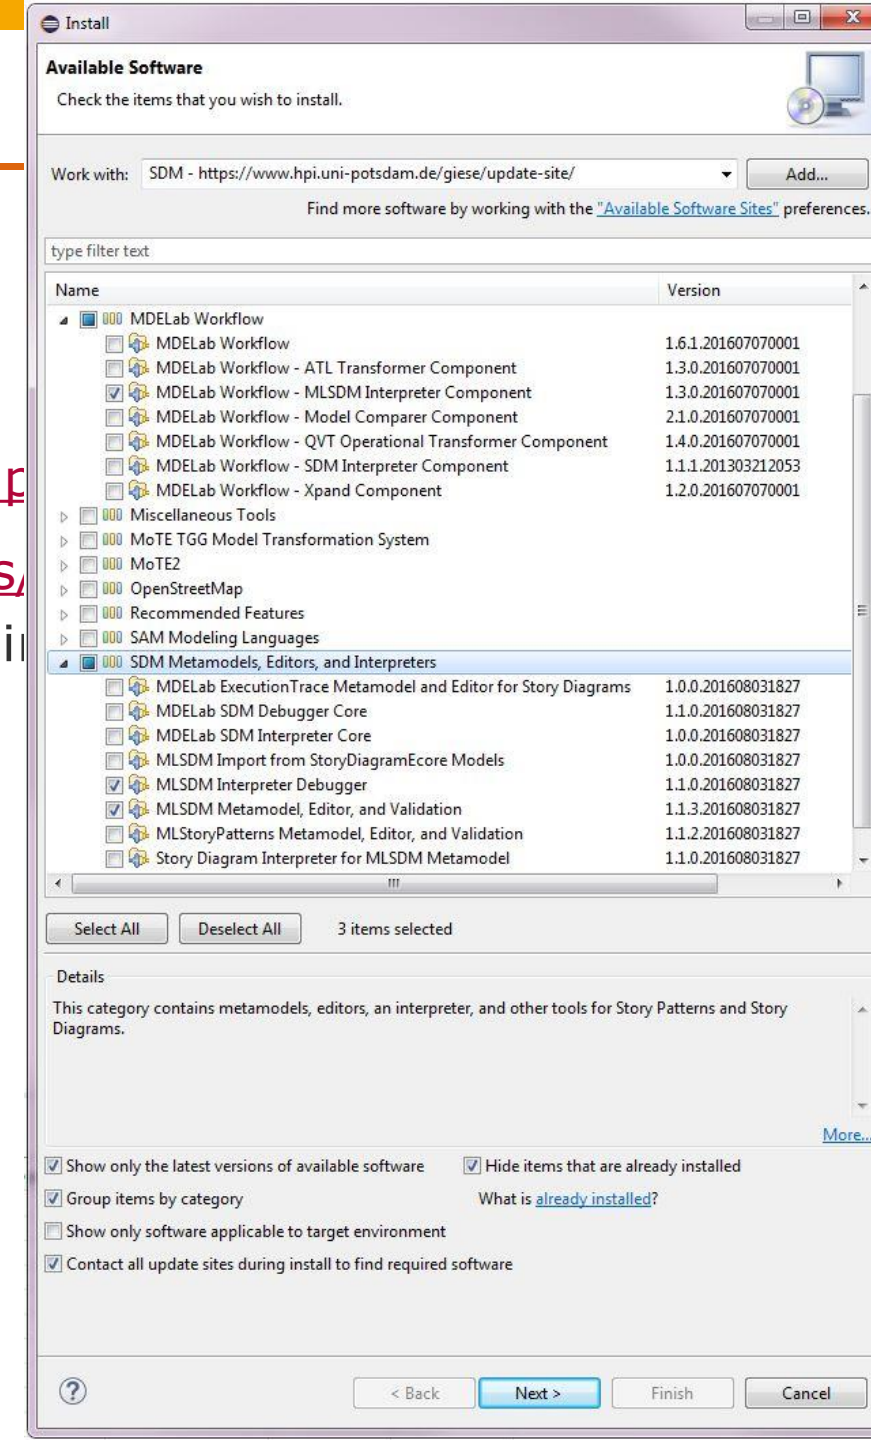 Install
Available Software
Check the items that you wish to install.
Work with: SDM - https://www.hpi.uni-potsdam.de/giese/update-site/ Add...
Find more software by working with the "Available Software Sites" preferences.
type filter text
Name Version
MDELab Workflow
MDELab Workflow 1.6.1.201607070001
MDELab Workflow - ATL Transformer Component 1.3.0.201607070001
MDELab Workflow - MLSDM Interpreter Component 1.3.0.201607070001
MDELab Workflow - Model Comparer Component 2.1.0.201607070001
MDELab Workflow - QVT Operational Transformer Component 1.4.0.201607070001
MDELab Workflow - SDM Interpreter Component 1.1.1.201303212053
MDELab Workflow - Xpand Component 1.2.0.201607070001
Miscellaneous Tools
MoTE TGG Model Transformation System
MoTE2
OpenStreetMap
Recommended Features
SAM Modeling Languages
SDM Metamodels, Editors, and Interpreters
MDELab ExecutionTrace Metamodel and Editor for Story Diagrams 1.0.0.201608031827
MDELab SDM Debugger Core 1.1.0.201608031827
MDELab SDM Interpreter Core 1.0.0.201608031827
MLSDM Import from StoryDiagramEcore Models 1.0.0.201608031827
MLSDM Interpreter Debugger 1.1.0.201608031827
MLSDM Metamodel, Editor, and Validation 1.1.3.201608031827
MLStoryPatterns Metamodel, Editor, and Validation 1.1.2.201608031827
Story Diagram Interpreter for MLSDM Metamodel 1.1.0.201608031827
Select All Deselect All 3 items selected
Details
This category contains metamodels, editors, an interpreter, and other tools for Story Patterns and Story
Diagrams.
More...
Show only the latest versions of available software Hide items that are already installed
Group items by category What is already installed?
Show only software applicable to target environment
Contact all update sites during install to find required software
< Back Next > Finish Cancel